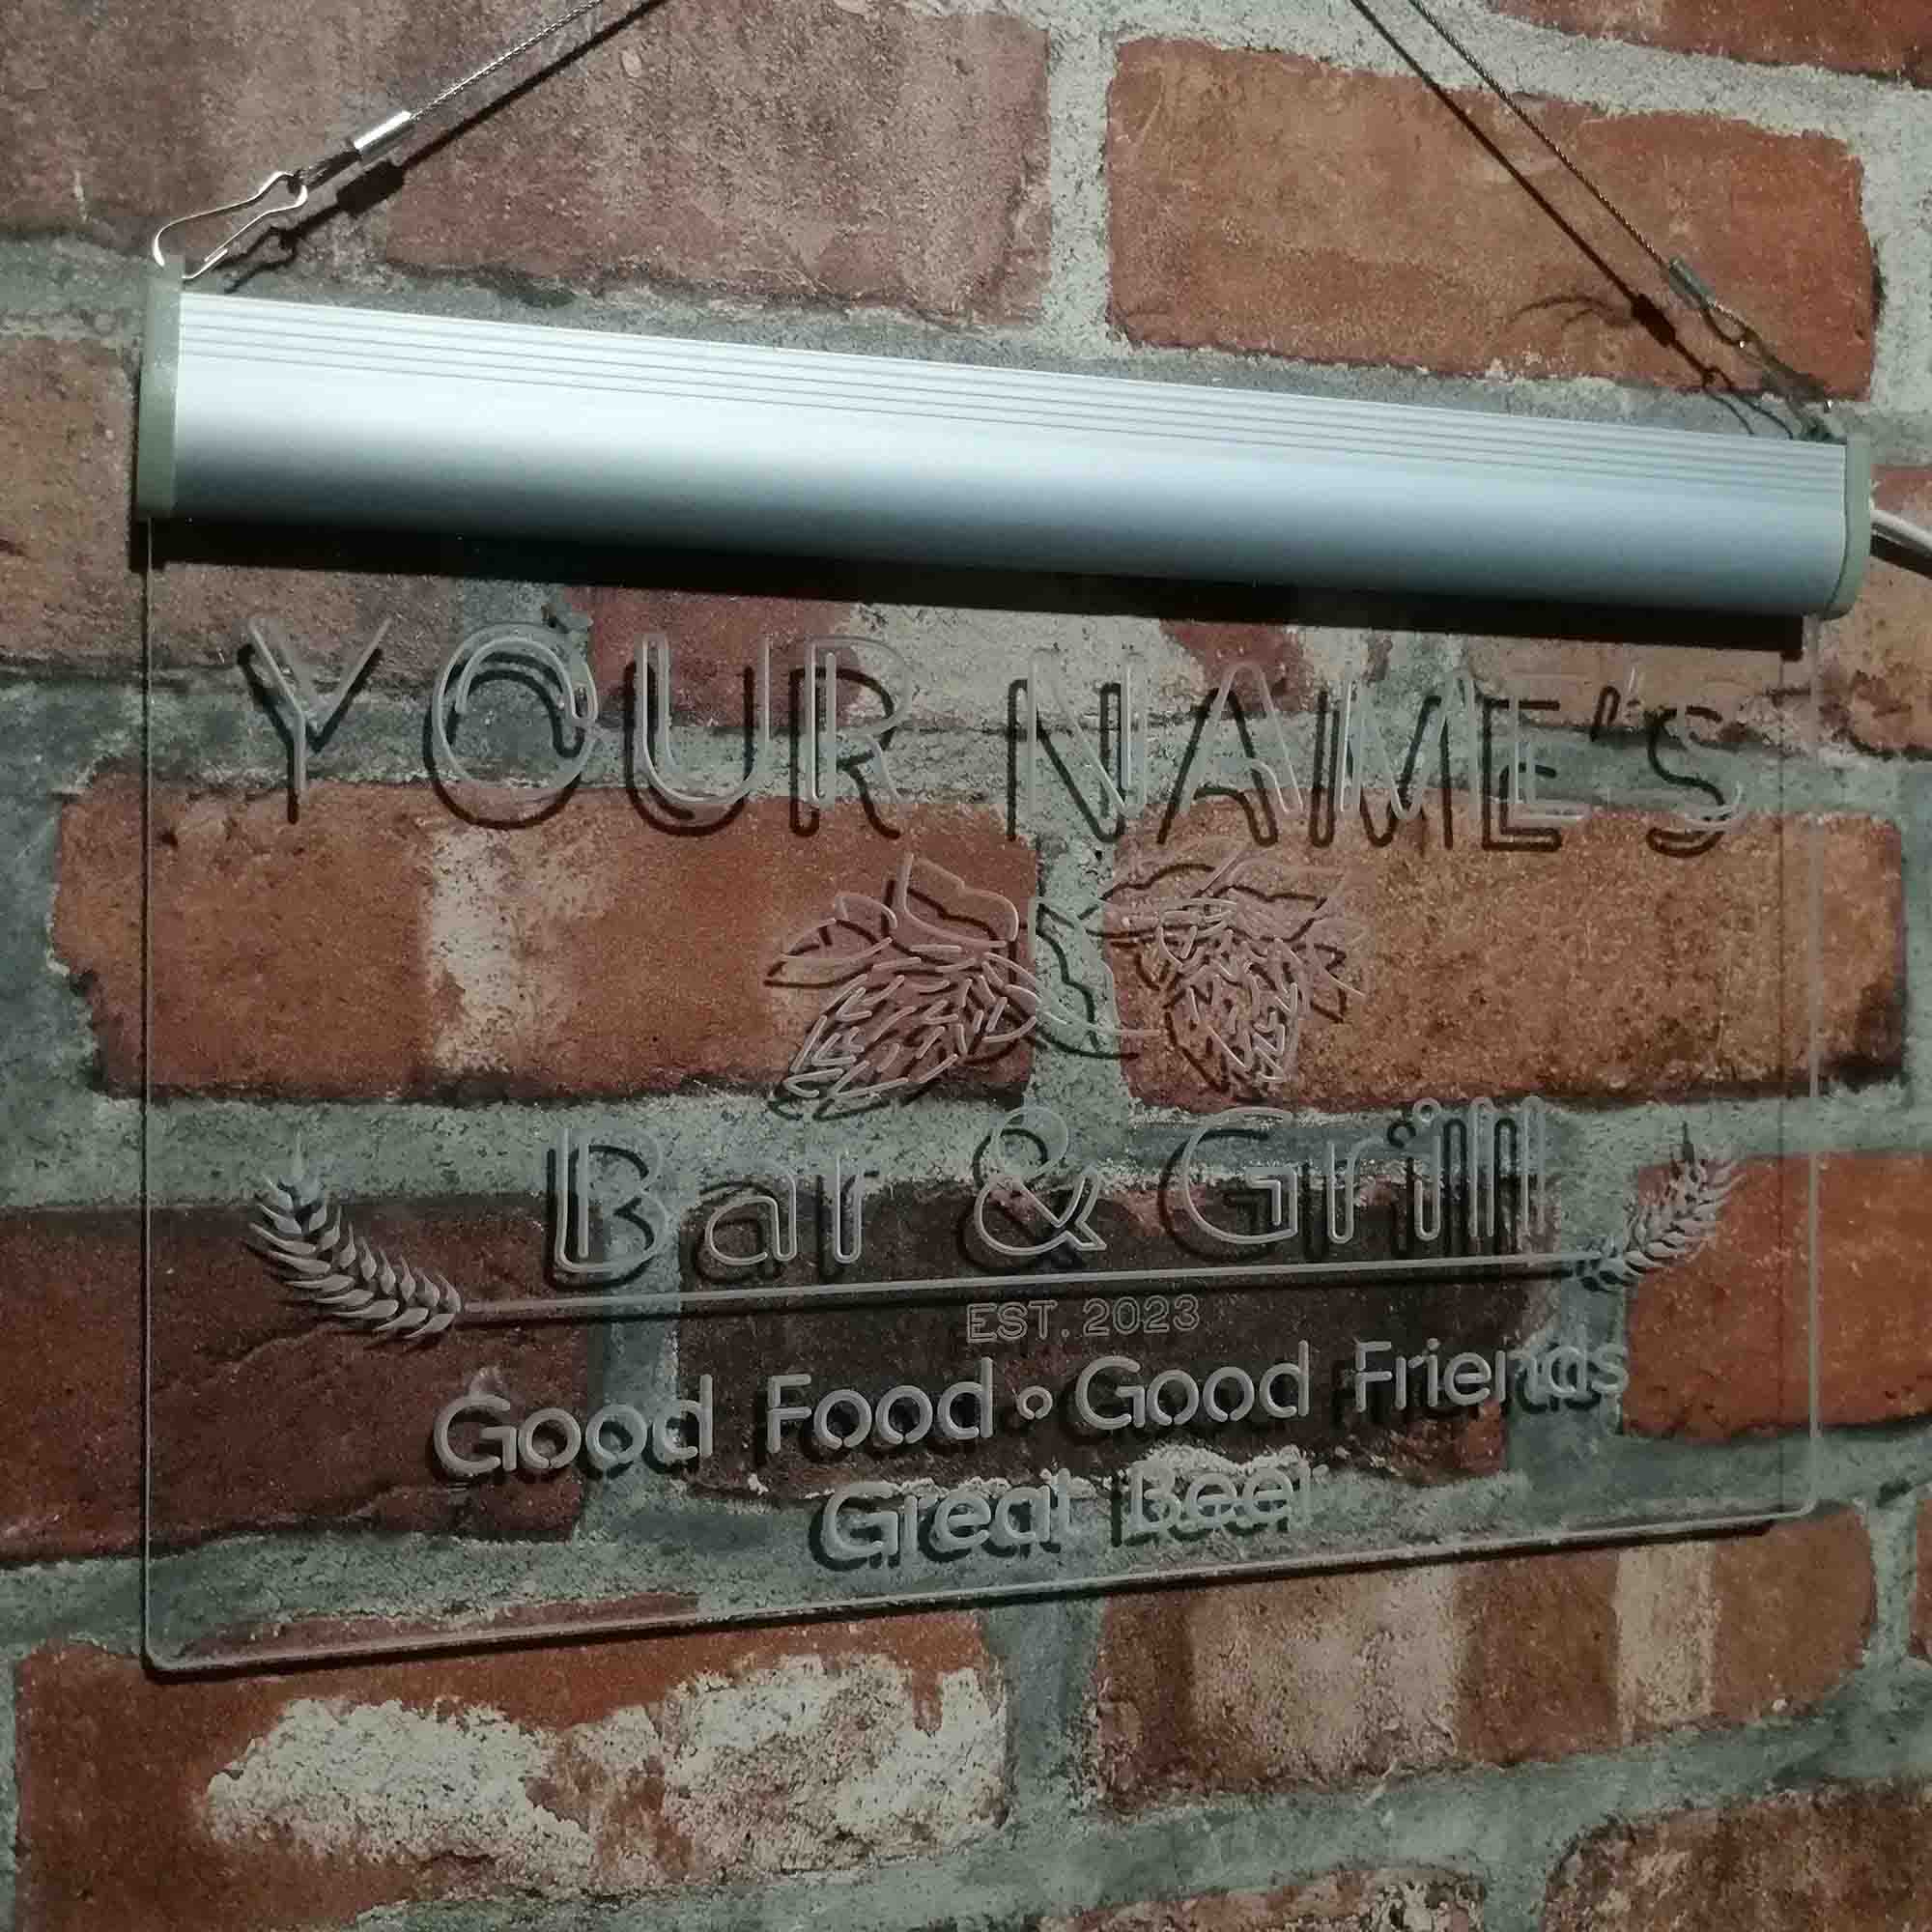 YOUR NAME'S
Bar & Grill
EST. 2023
Good Food • Good Friends
Great Beer